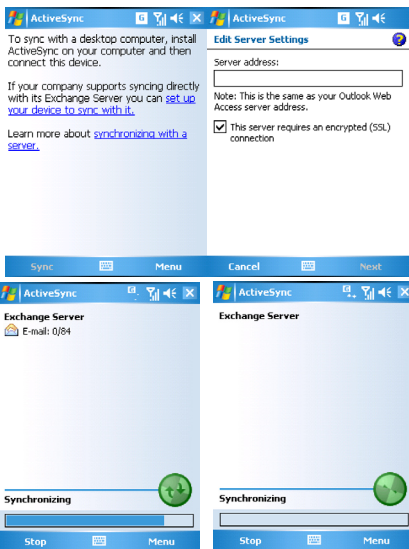 ActiveSync
To sync with a desktop computer, install
ActiveSync on your computer and then
connect this device.
If your company supports syncing directly
with its Exchange Server you can set up
your device to sync with it.
Learn more about synchronizing with a
server.
Sync Menu
G
ActiveSync
G
Edit Server Settings
?
Server address:
Note: This is the same as your Outlook Web
Access server address.
This server requires an encrypted (SSL)
connection
Cancel Next
ActiveSync
G
Exchange Server
E-mail: 0/84
Synchronizing
Stop Menu
ActiveSync
G
Exchange Server
Synchronizing
Stop Menu